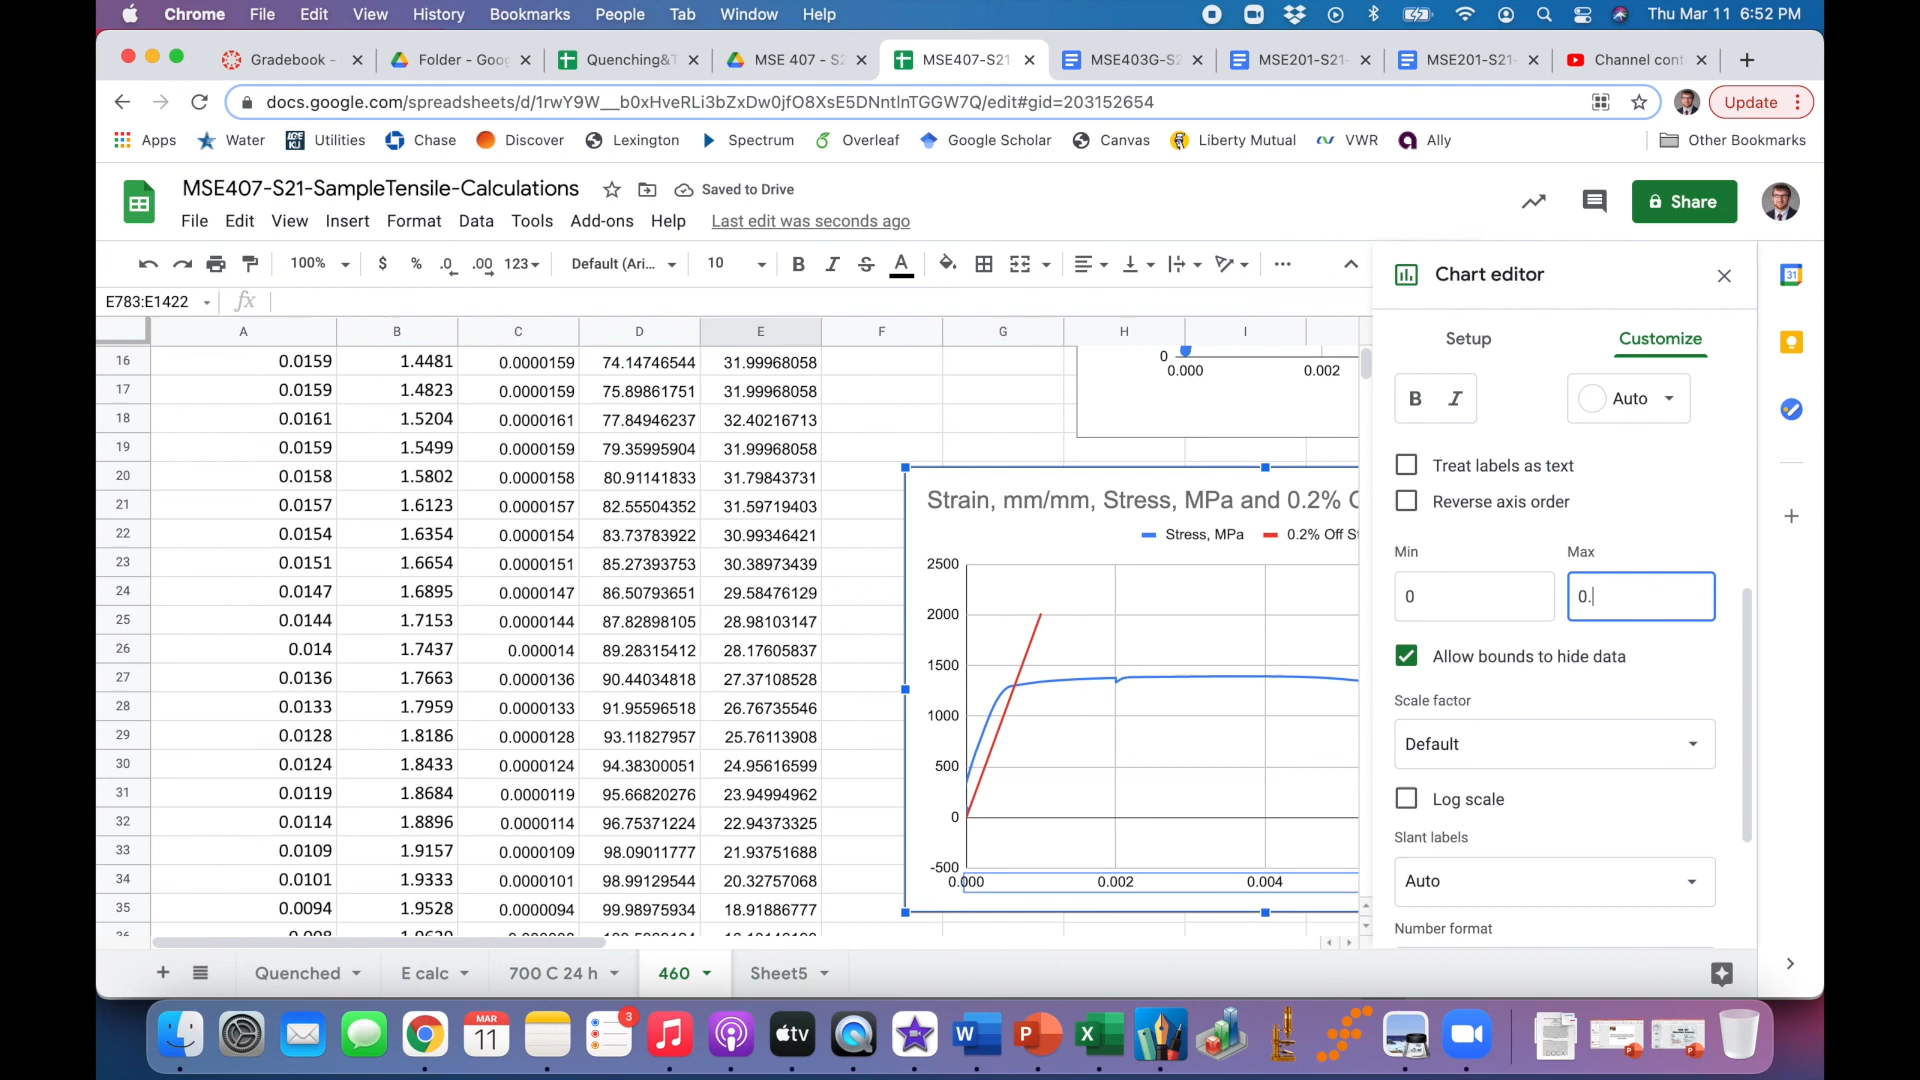 Chrome File Edit View History Bookmarks People Tab Window Help Thu Mar 11 6:52 PM
Gradebook - Folder - Goog Quenching&T MSE 407 - S2 MSE407-S21- MSE403G-S2 MSE201-S21- MSE201-S21- Channel cont
docs.google.com/spreadsheets/d/1rwY9W__b0xHveRLi3bZxDw0jfO8XsE5DNntlnTGGW7Q/edit#gid=203152654 Update
Apps Water Utilities Chase Discover Lexington Spectrum Overleaf Google Scholar Canvas Liberty Mutual VWR Ally Other Bookmarks
MSE407-S21-SampleTensile-Calculations Saved to Drive
Share
File Edit View Insert Format Data Tools Add-ons Help Last edit was seconds ago
100% $ % .0 .00 123 Default (Ari... 10 B I S A
Chart editor
E783:E1422 fx
A B C D E F G H I
Setup Customize
16 0.0159 1.4481 0.0000159 74.14746544 31.99968058
17 0.0159 1.4823 0.0000159 75.89861751 31.99968058
18 0.0161 1.5204 0.0000161 77.84946237 32.40216713
19 0.0159 1.5499 0.0000159 79.35995904 31.99968058
20 0.0158 1.5802 0.0000158 80.91141833 31.79843731
21 0.0157 1.6123 0.0000157 82.55504352 31.59719403
22 0.0154 1.6354 0.0000154 83.73783922 30.99346421
23 0.0151 1.6654 0.0000151 85.27393753 30.38973439
24 0.0147 1.6895 0.0000147 86.50793651 29.58476129
25 0.0144 1.7153 0.0000144 87.82898105 28.98103147
26 0.014 1.7437 0.000014 89.28315412 28.17605837
27 0.0136 1.7663 0.0000136 90.44034818 27.37108528
28 0.0133 1.7959 0.0000133 91.95596518 26.76735546
29 0.0128 1.8186 0.0000128 93.11827957 25.76113908
30 0.0124 1.8433 0.0000124 94.38300051 24.95616599
31 0.0119 1.8684 0.0000119 95.66820276 23.94994962
32 0.0114 1.8896 0.0000114 96.75371224 22.94373325
33 0.0109 1.9157 0.0000109 98.09011777 21.93751688
34 0.0101 1.9333 0.0000101 98.99129544 20.32757068
35 0.0094 1.9528 0.0000094 99.98975934 18.91886777
0
0.000 0.002
Strain, mm/mm, Stress, MPa and 0.2%
Stress, MPa 0.2% Off
2500
2000
1500
1000
500
0
-500
0.000 0.002 0.004
B I Auto
Treat labels as text
Reverse axis order
Min Max
0 0.
Allow bounds to hide data
Scale factor
Default
Log scale
Slant labels
Auto
Number format
Quenched E calc 700 C 24 h 460 Sheet5
31
3
MAR
11
tv
W
P
X
DOCX